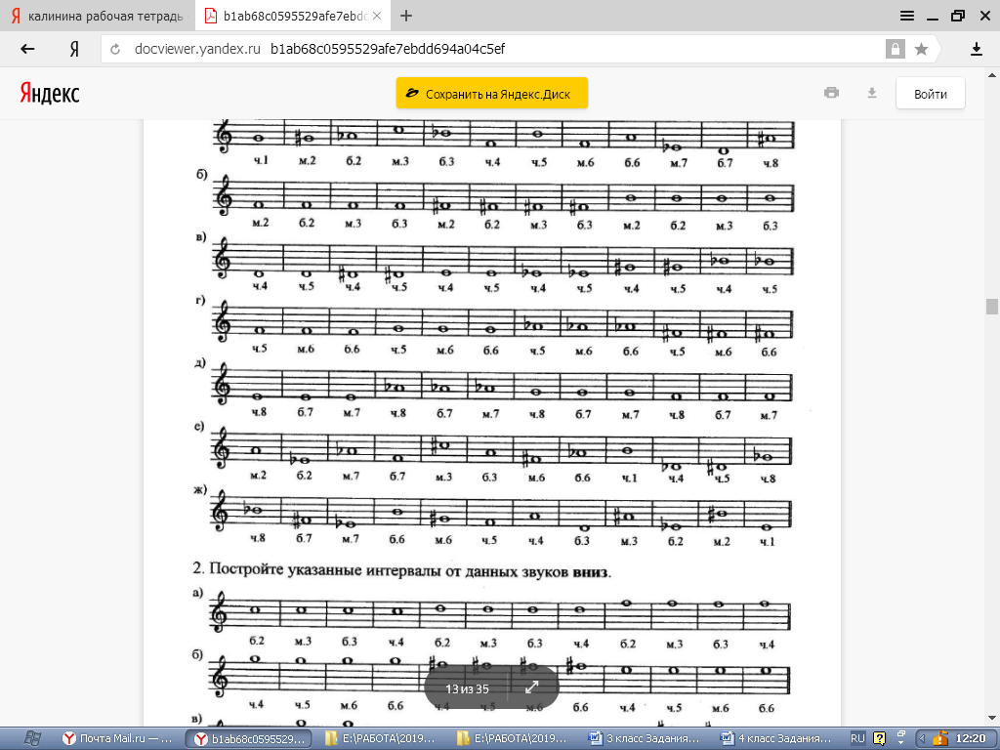 калинина рабочая тетрадь
b1ab68c0595529afe7ebdc
docviewer.yandex.ru b1ab68c0595529afe7ebdd694a04c5ef
Яндекс
Сохранить на Яндекс.Диск
Войти
ч.1 м.2 б.2 м.3 б.3 ч.4 ч.5 м.6 б.6 м.7 б.7 ч.8
б)
м.2 б.2 м.3 б.3 м.2 б.2 м.3 б.3 м.2 б.2 м.3 б.3
в)
ч.4 ч.5 ч.4 ч.5 ч.4 ч.5 ч.4 ч.5 ч.4 ч.5 ч.4 ч.5
г)
ч.5 м.6 б.6 ч.5 м.6 б.6 ч.5 м.6 б.6 ч.5 м.6 б.6
д)
ч.8 б.7 м.7 ч.8 б.7 м.7 ч.8 б.7 м.7 ч.8 б.7 м.7
е)
м.2 б.2 м.7 б.7 м.3 б.3 м.6 б.6 ч.1 ч.4 ч.5 ч.8
ж)
ч.8 б.7 м.7 б.6 м.6 ч.5 ч.4 б.3 м.3 б.2 м.2 ч.1
2. Постройте указанные интервалы от данных звуков вниз.
а)
б.2 м.3 б.3 ч.4 б.2 м.3 б.3 ч.4 б.2 м.3 б.3 ч.4
б)
13 из 35
ч.4 ч.5 м.6 б.6 ч.4 ч.5 м.6 б.6 ч.4 ч.5 м.6 б.6
в)
Почта Mail.ru — ...
b1ab68c0595529...
E:\РАБОТА\2019...
E:\РАБОТА\2019...
3 класс Задания...
4 класс Задания...
RU
12:20